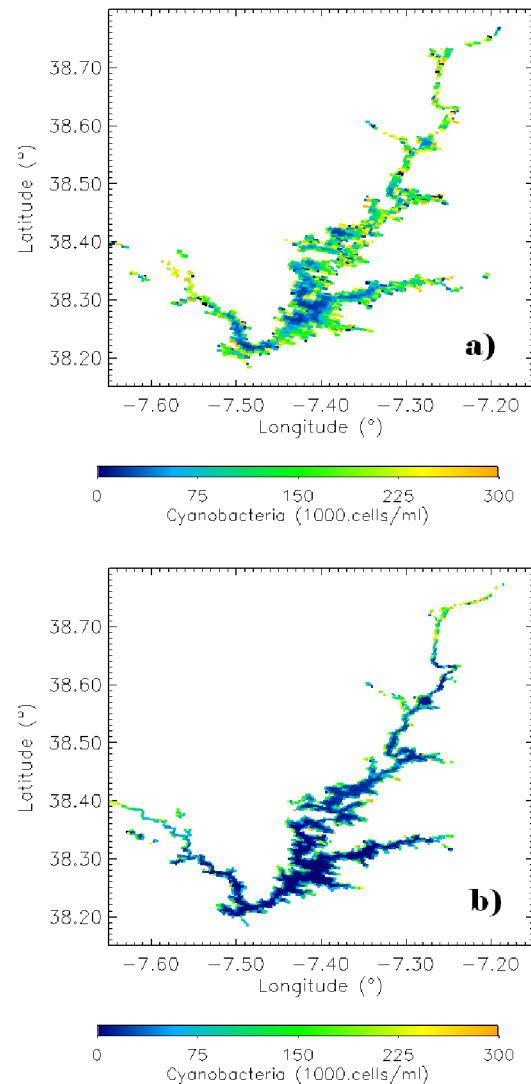 38.70
38.60
38.50
38.40
38.30
38.20
Latitude (º)
a)
−7.60 −7.50 −7.40 −7.30 −7.20
Longitude (º)
0 75 150 225 300
Cyanobacteria (1000.cells/ml)
38.70
38.60
38.50
38.40
38.30
38.20
Latitude (º)
b)
−7.60 −7.50 −7.40 −7.30 −7.20
Longitude (º)
0 75 150 225 300
Cyanobacteria (1000.cells/ml)